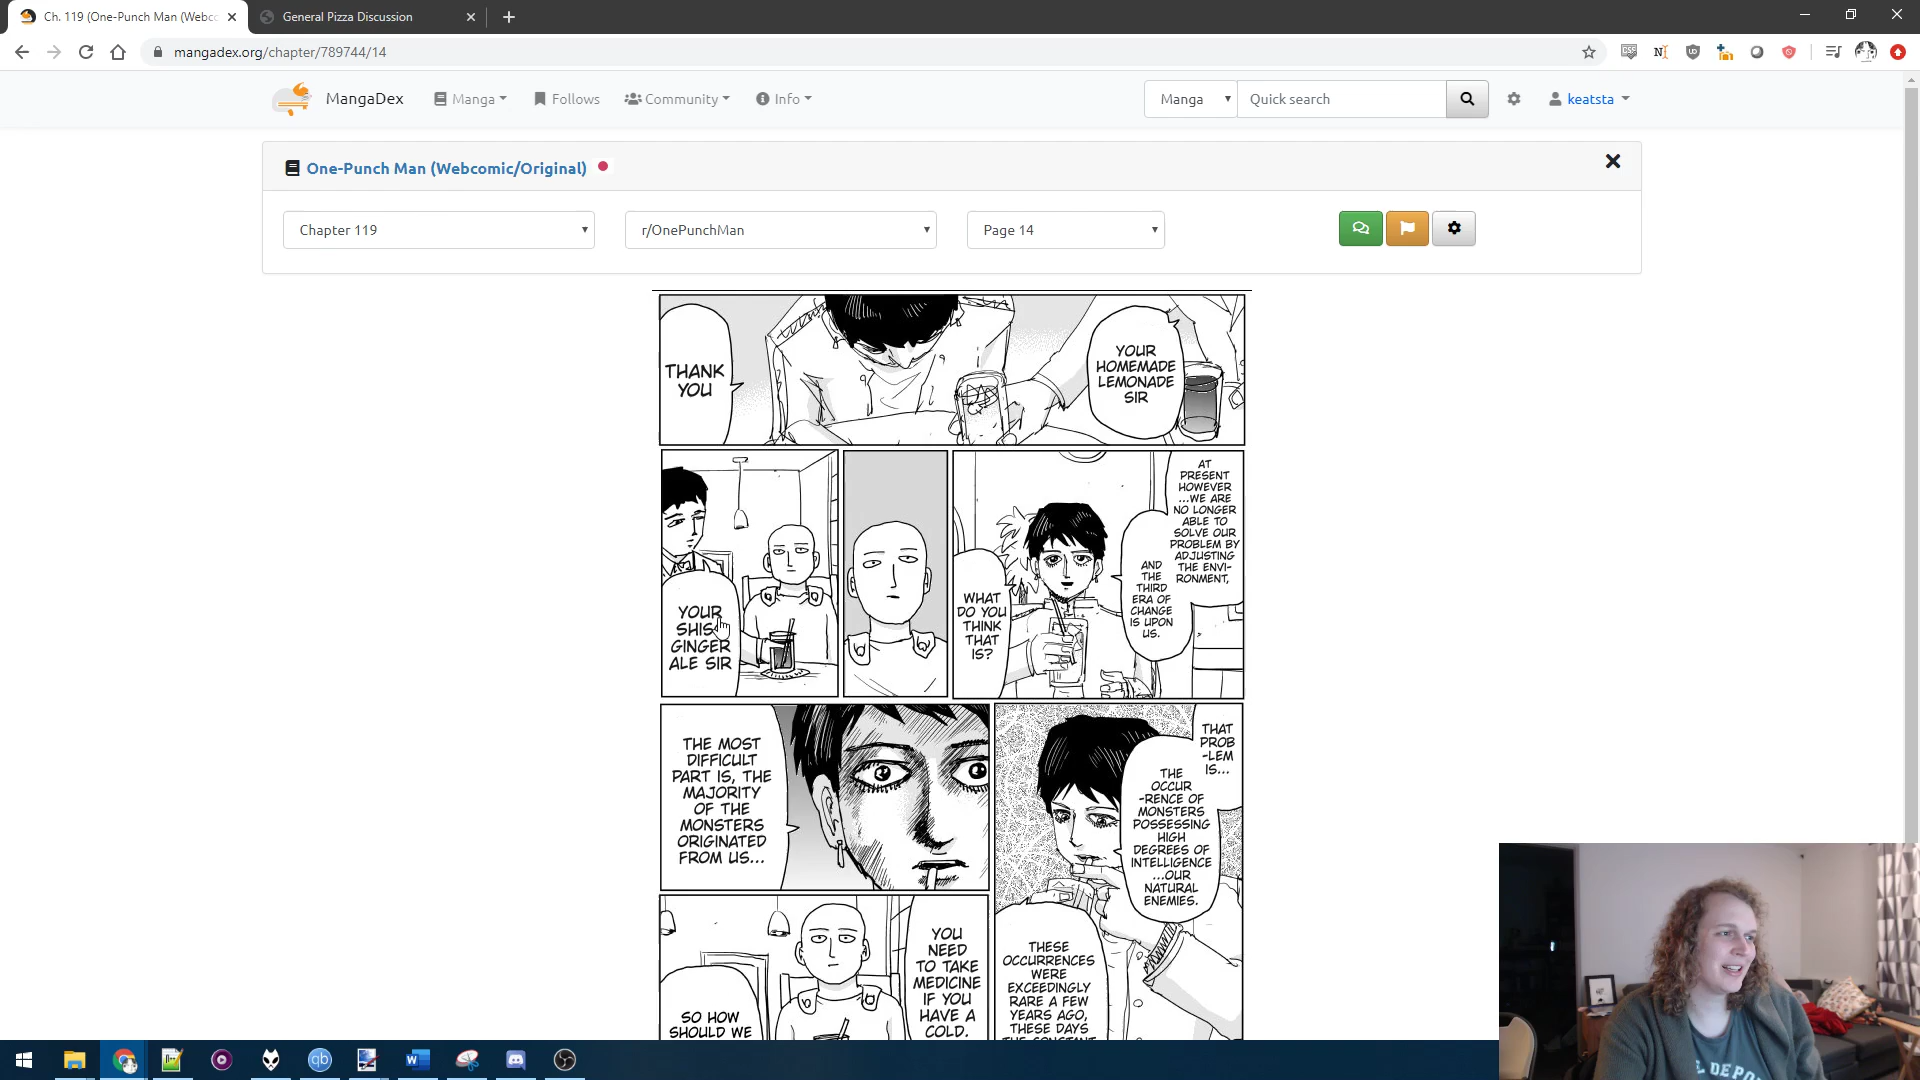 Ch. 119 (One-Punch Man (Webco
General Pizza Discussion
mangadex.org/chapter/789744/14
MangaDex
Manga
Follows
Community
Info
Manga
Quick search
keatsta
One-Punch Man (Webcomic/Original)
Chapter 119
r/OnePunchMan
Page 14
YOUR
HOMEMADE
LEMONADE
SIR
THANK
YOU
AT
PRESENT
HOWEVER
...WE ARE
NO LONGER
ABLE TO
SOLVE OUR
PROBLEM BY
ADJUSTING
THE ENVI-
RONMENT,
AND
THE
THIRD
ERA OF
CHANGE
IS UPON
US.
WHAT
DO YOU
THINK
THAT
IS?
YOUR
GINGER
ALE SIR
THAT
PROB
-LEM
IS...
THE
OCCUR
-RENCE OF
MONSTERS
POSSESSING
HIGH
DEGREES OF
INTELLIGENCE
...OUR
NATURAL
ENEMIES.
THE MOST
DIFFICULT
PART IS, THE
MAJORITY
OF THE
MONSTERS
ORIGINATED
FROM US...
THESE
OCCURRENCES
WERE
EXCEEDINGLY
RARE A FEW
YEARS AGO,
THESE DAYS
YOU
NEED
TO TAKE
MEDICINE
IF YOU
HAVE A
COLD.
SO HOW
SHOULD WE